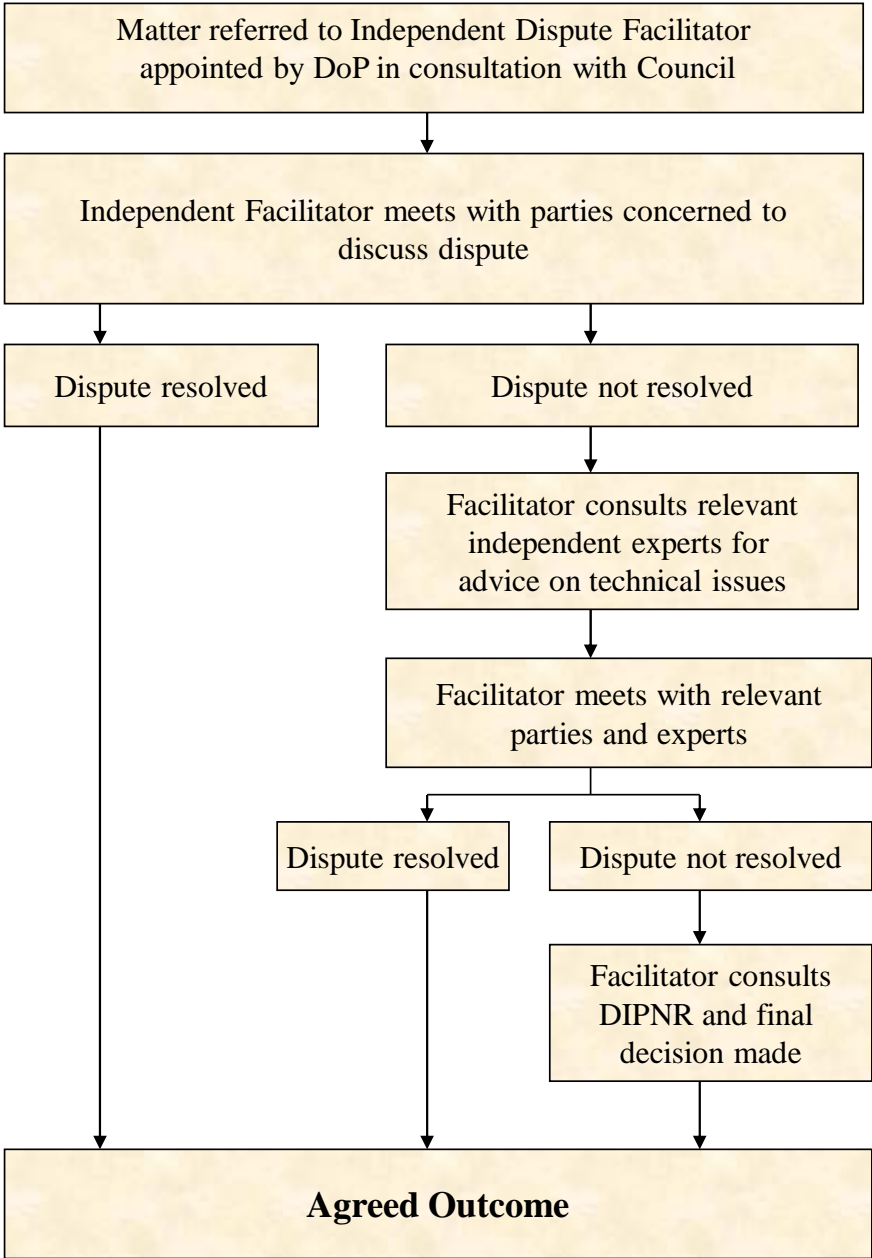 Matter referred to Independent Dispute Facilitator
appointed by DoP in consultation with Council
Independent Facilitator meets with parties concerned to
discuss dispute
Dispute resolved
Dispute not resolved
Facilitator consults relevant
independent experts for
advice on technical issues
Facilitator meets with relevant
parties and experts
Dispute resolved
Dispute not resolved
Facilitator consults
DIPNR and final
decision made
Agreed Outcome